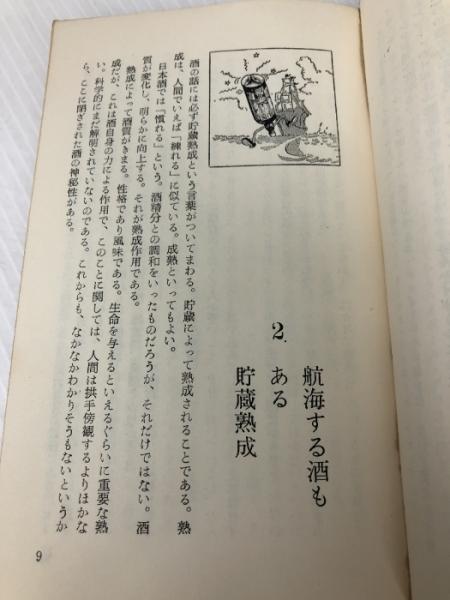 2.
航海する酒も
ある
貯蔵熟成
酒の話には必ず貯蔵熟成という言葉がついてまわる。貯蔵によって熟成されることである。熟
成は、人間でいえば「練れる」に似ている。成熟といってもよい。
日本酒では「慣れる」という。酒精分との調和をいったものだろうが、それだけではない。酒
質が変化し、明らかに向上する。それが熟成作用である。
熟成によって酒質がきまる。性格であり風味である。生命を与えるといえるぐらいに重要な熟
成だが、これは酒自身の力による作用で、このことに関しては、人間は拱手傍観するよりほかな
い。科学的にまだ解明されていないのである。これからも、なかなかわかりそうもないというか
ら、ここに閉ざされた酒の神秘性がある。
9